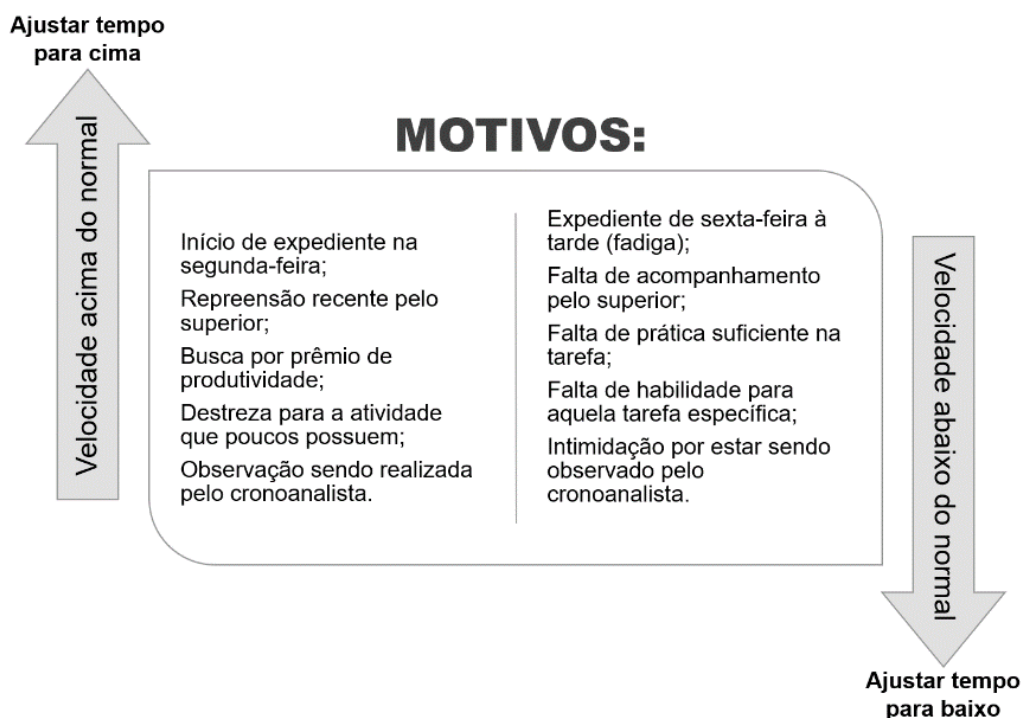 Ajustar tempo
para cima
Velocidade acima do normal
MOTIVOS:
Início de expediente na
segunda-feira;
Repreensão recente pelo
superior;
Busca por prêmio de
produtividade;
Destreza para a atividade
que poucos possuem;
Observação sendo realizada
pelo cronoanalista.
Expediente de sexta-feira à
tarde (fadiga);
Falta de acompanhamento
pelo superior;
Falta de prática suficiente na
tarefa;
Falta de habilidade para
aquela tarefa específica;
Intimidação por estar sendo
observado pelo
cronoanalista.
Velocidade abaixo do normal
Ajustar tempo
para baixo